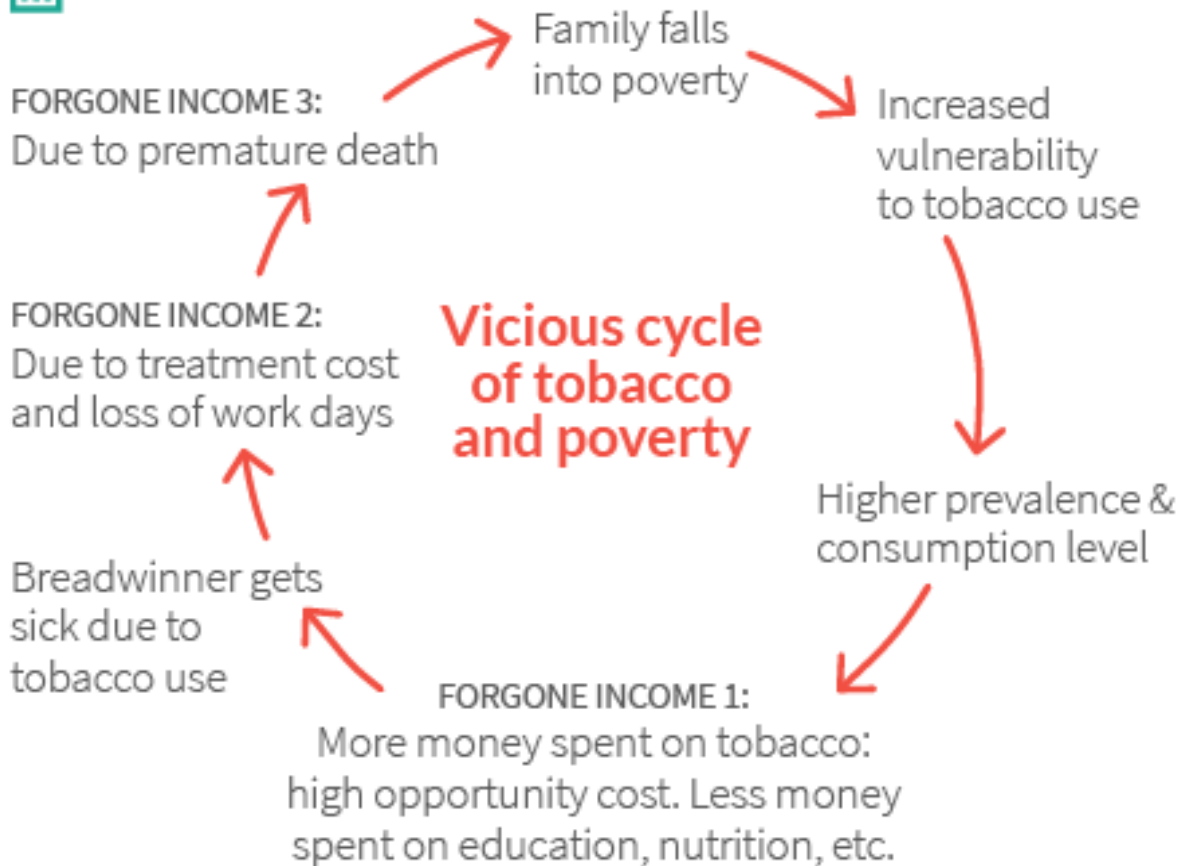 Family falls
into poverty
Increased
vulnerability
to tobacco use
Higher prevalence &
consumption level
FORGONE INCOME 1:
More money spent on tobacco:
high opportunity cost. Less money
spent on education, nutrition, etc.
Breadwinner gets
sick due to
tobacco use
FORGONE INCOME 2:
Due to treatment cost
and loss of work days
FORGONE INCOME 3:
Due to premature death
Vicious cycle
of tobacco
and poverty